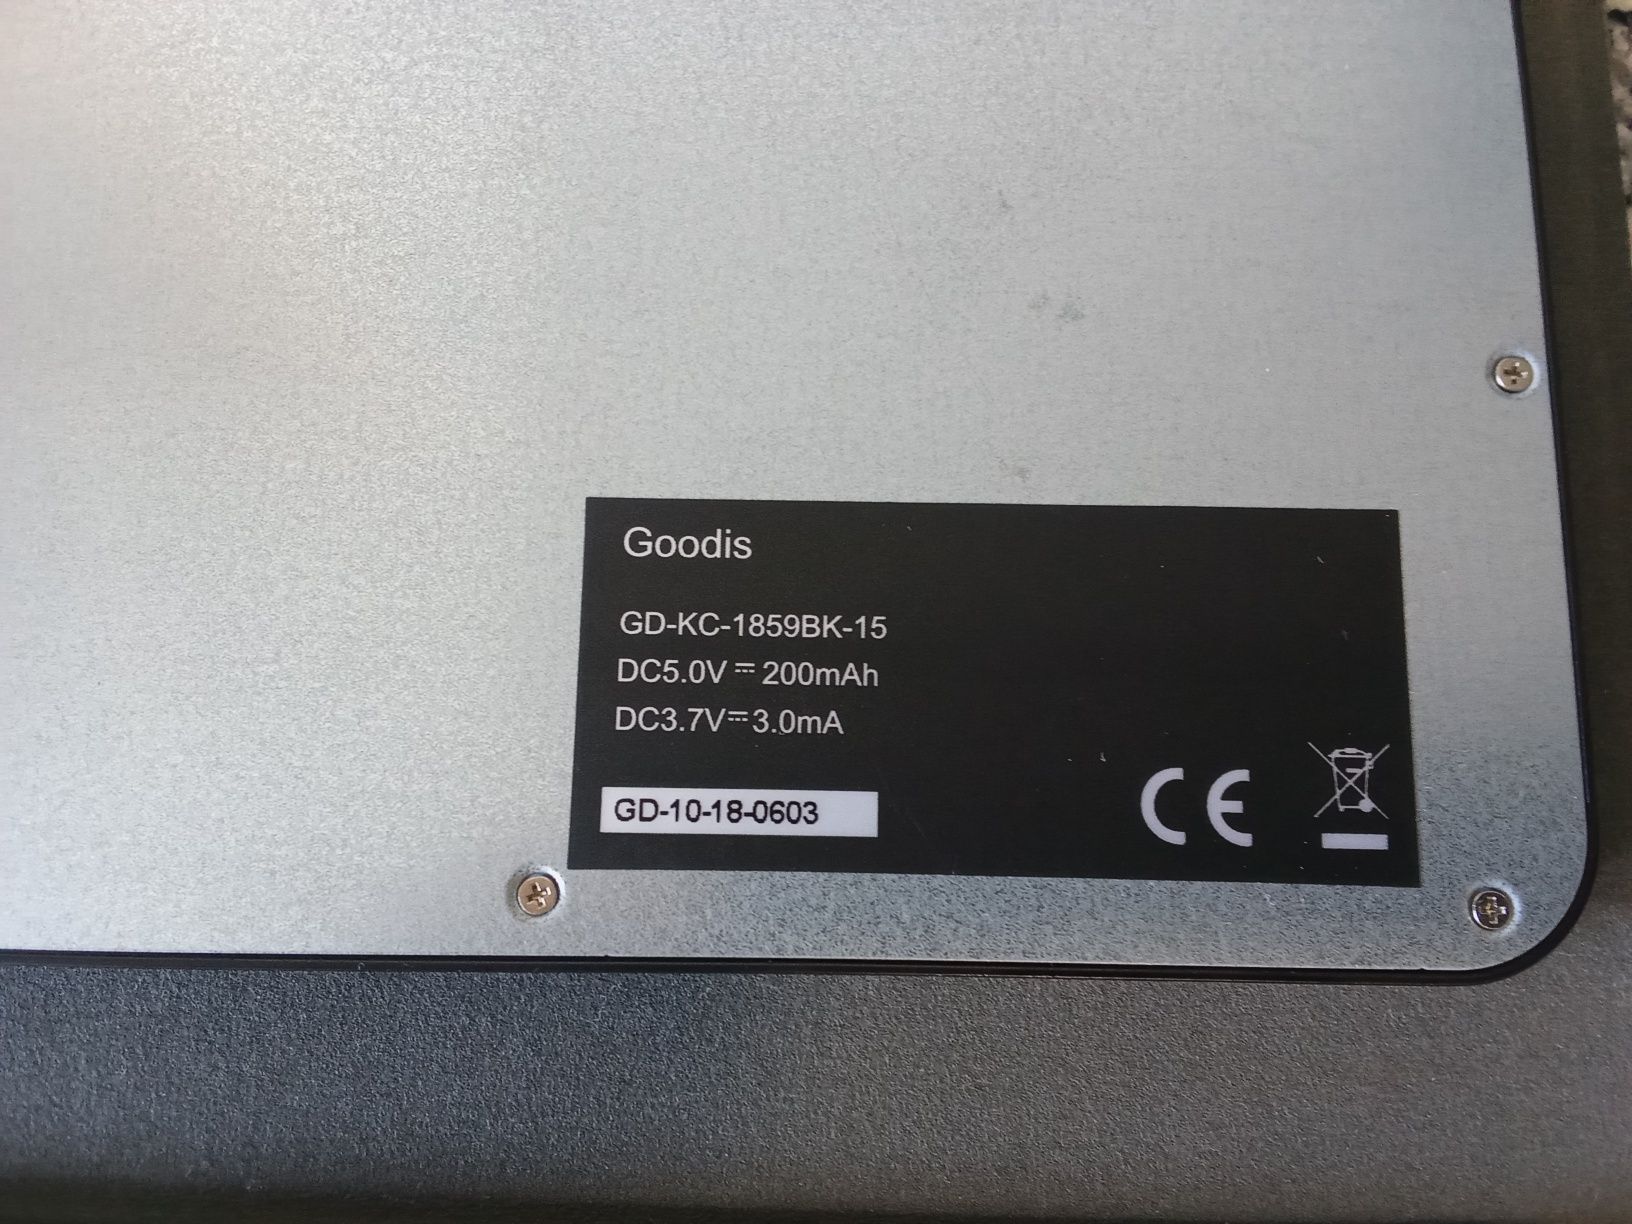 Goodis
GD-KC-1859BK-15
DC5.0V ⎓ 200mAh
DC3.7V⎓3.0mA
GD-10-18-0603
CE